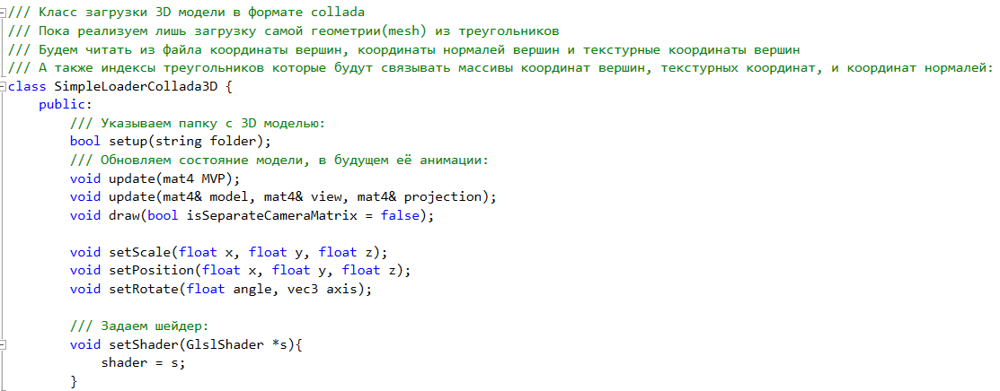 /// Класс загрузки 3D модели в формате collada
/// Пока реализуем лишь загрузку самой геометрии(mesh) из треугольников
/// Будем читать из файла координаты вершин, координаты нормалей вершин и текстурные координаты вершин
/// А также индексы треугольников которые будут связывать массивы координат вершин, текстурных координат, и координат нормалей:
class SimpleLoaderCollada3D {
    public:
        /// Указываем папку с 3D моделью:
        bool setup(string folder);
        /// Обновляем состояние модели, в будущем её анимации:
        void update(mat4 MVP);
        void update(mat4& model, mat4& view, mat4& projection);
        void draw(bool isSeparateCameraMatrix = false);

        void setScale(float x, float y, float z);
        void setPosition(float x, float y, float z);
        void setRotate(float angle, vec3 axis);

        /// Задаем шейдер:
        void setShader(GlslShader *s){
            shader = s;
        }